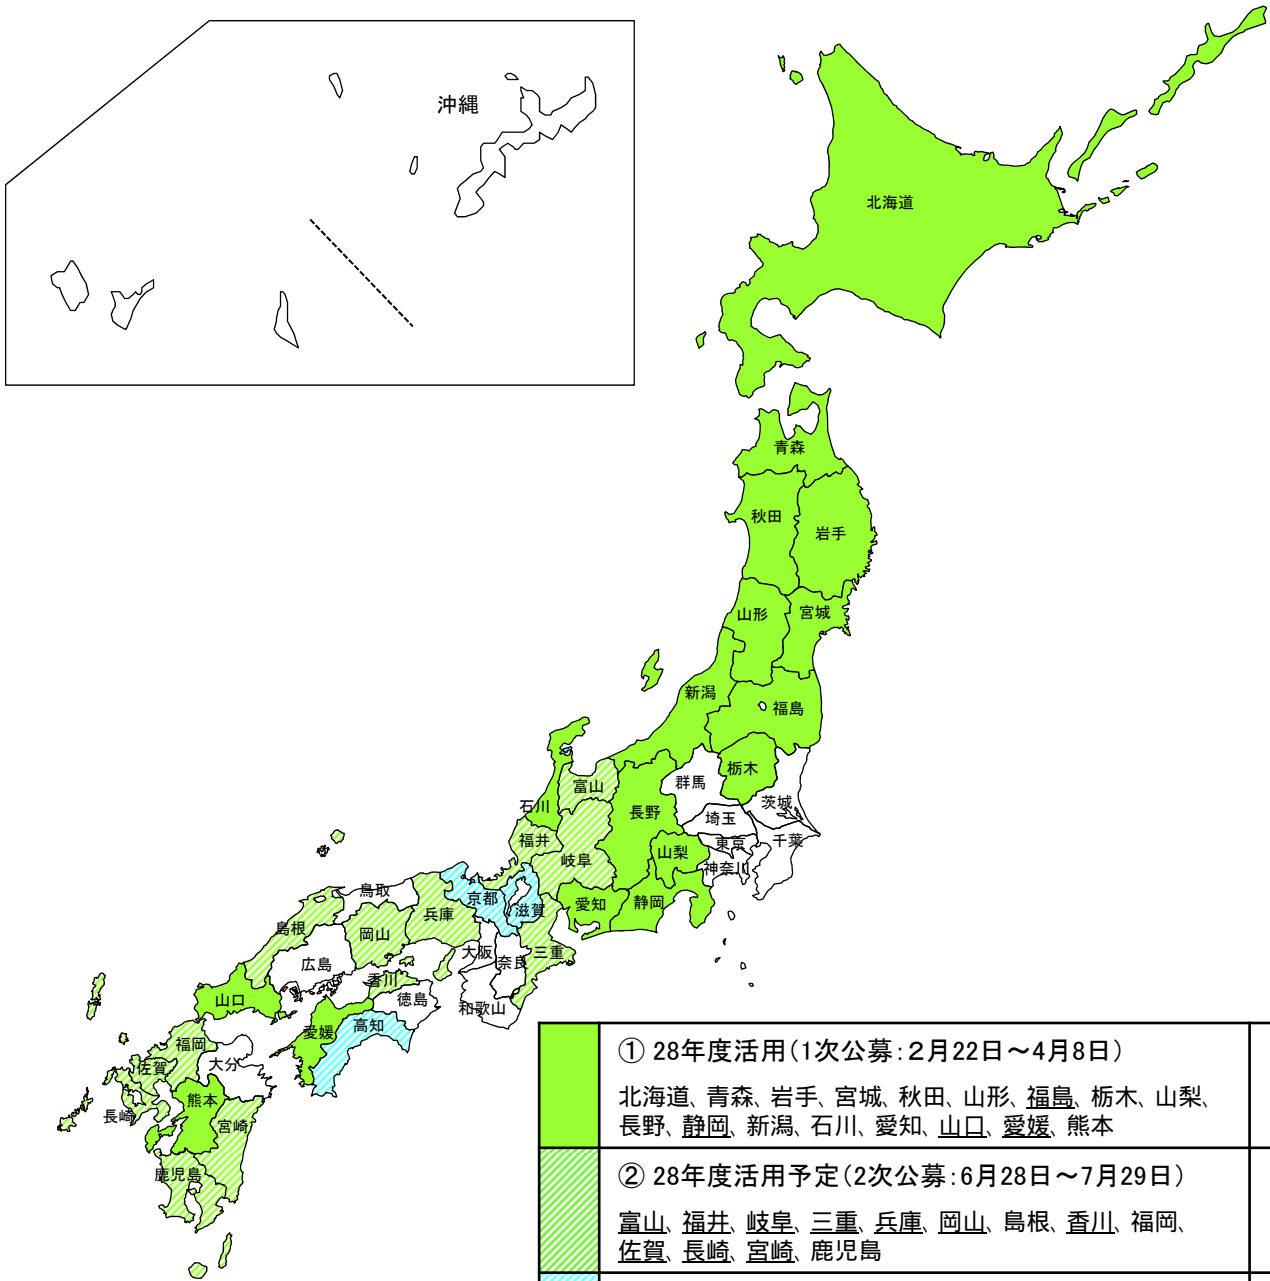 沖縄
北海道
青森
秋田
岩手
山形
宮城
新潟
福島
栃木
群馬
茨城
富山
石川
長野
埼玉
福井
東京
千葉
山梨
岐阜
神奈川
鳥取
京都
滋賀
愛知
静岡
兵庫
島根
岡山
大阪
奈良
三重
広島
香川
徳島
和歌山
山口
愛媛
高知
福岡
佐賀
大分
熊本
長崎
宮崎
鹿児島
① 28年度活用(1次公募:2月22日～4月8日)
北海道、青森、岩手、宮城、秋田、山形、福島、栃木、山梨、
長野、静岡、新潟、石川、愛知、山口、愛媛、熊本
② 28年度活用予定(2次公募:6月28日～7月29日)
富山、福井、岐阜、三重、兵庫、岡山、島根、香川、福岡、
佐賀、長崎、宮崎、鹿児島